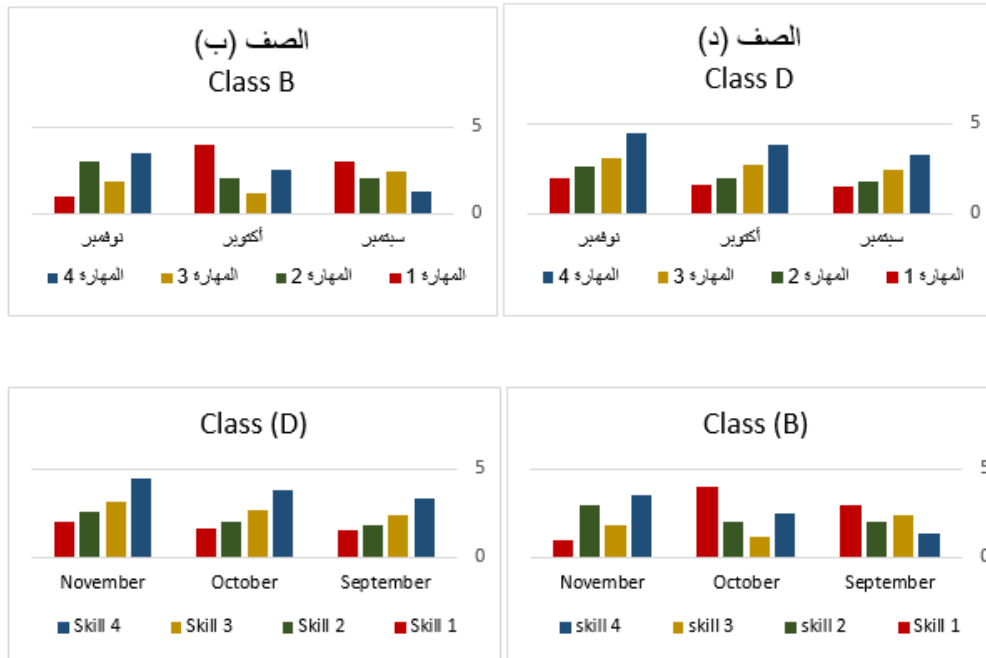 الصف (ب)
Class B
5
0
سبتمبر أكتوبر نوفمبر
المهارة 1 المهارة 2 المهارة 3 المهارة 4
الصف (د)
Class D
5
0
سبتمبر أكتوبر نوفمبر
المهارة 1 المهارة 2 المهارة 3 المهارة 4
Class (D)
5
0
November October September
Skill 4 Skill 3 Skill 2 Skill 1
Class (B)
5
0
November October September
skill 4 skill 3 skill 2 Skill 1